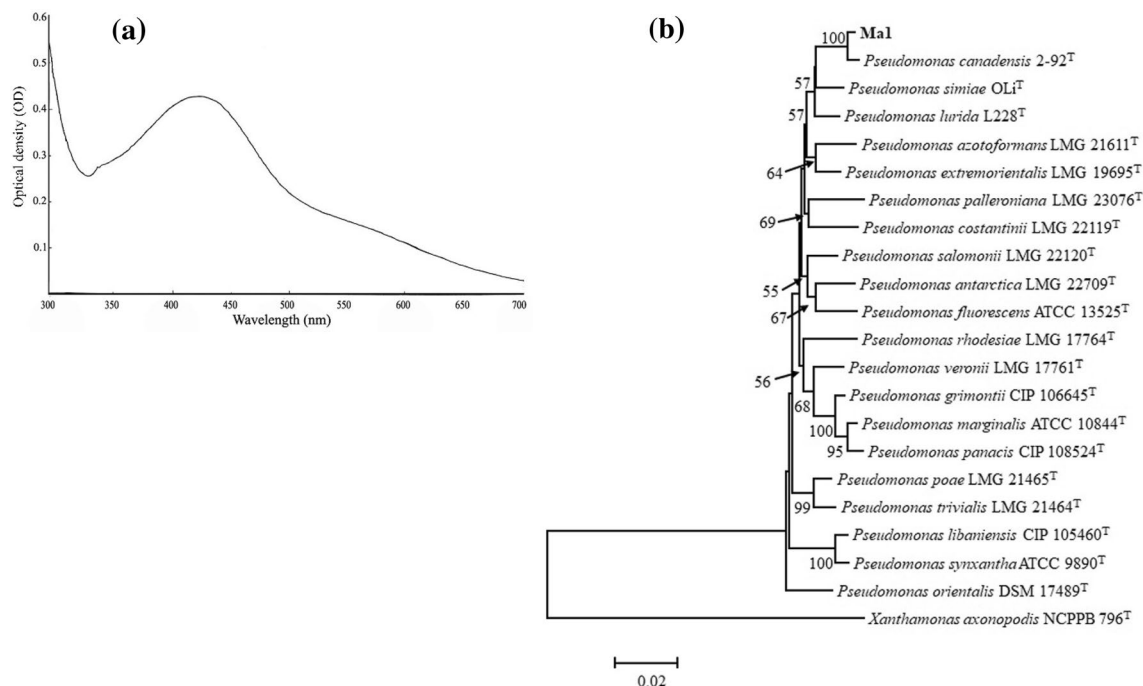 (a)
0.6
0.5
0.4
0.3
0.2
0.1
Optical density (OD)
300 350 400 450 500 550 600 650 700
Wavelength (nm)
(b)
100
Ma1
Pseudomonas canadensis 2-92ᵀ
57
Pseudomonas simiae OLiᵀ
57
Pseudomonas lurida L228ᵀ
Pseudomonas azotoformans LMG 21611ᵀ
64
Pseudomonas extremorientalis LMG 19695ᵀ
Pseudomonas palleroniana LMG 23076ᵀ
69
Pseudomonas costantinii LMG 22119ᵀ
Pseudomonas salomonii LMG 22120ᵀ
55
Pseudomonas antarctica LMG 22709ᵀ
67
Pseudomonas fluorescens ATCC 13525ᵀ
Pseudomonas rhodesiae LMG 17764ᵀ
56
Pseudomonas veronii LMG 17761ᵀ
68
Pseudomonas grimontii CIP 106645ᵀ
100
Pseudomonas marginalis ATCC 10844ᵀ
95
Pseudomonas panacis CIP 108524ᵀ
Pseudomonas poae LMG 21465ᵀ
99
Pseudomonas trivialis LMG 21464ᵀ
Pseudomonas libaniensis CIP 105460ᵀ
100
Pseudomonas synxantha ATCC 9890ᵀ
Pseudomonas orientalis DSM 17489ᵀ
Xanthamonas axonopodis NCPPB 796ᵀ
0.02